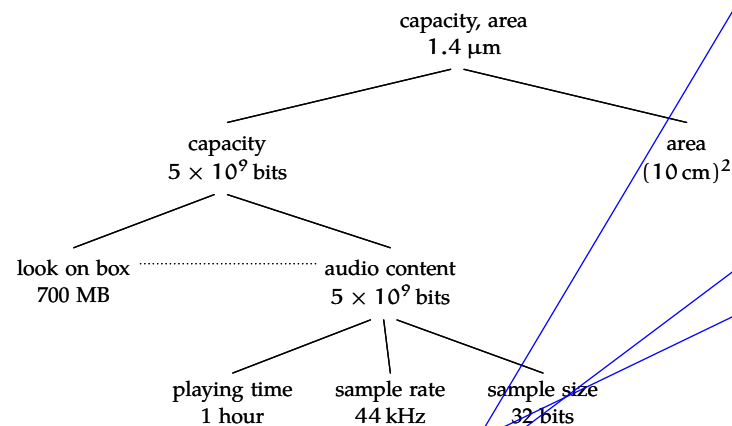 capacity, area
1.4 μm
capacity
5 × 10⁹ bits
area
(10 cm)²
look on box
700 MB
audio content
5 × 10⁹ bits
playing time
1 hour
sample rate
44 kHz
sample size
32 bits